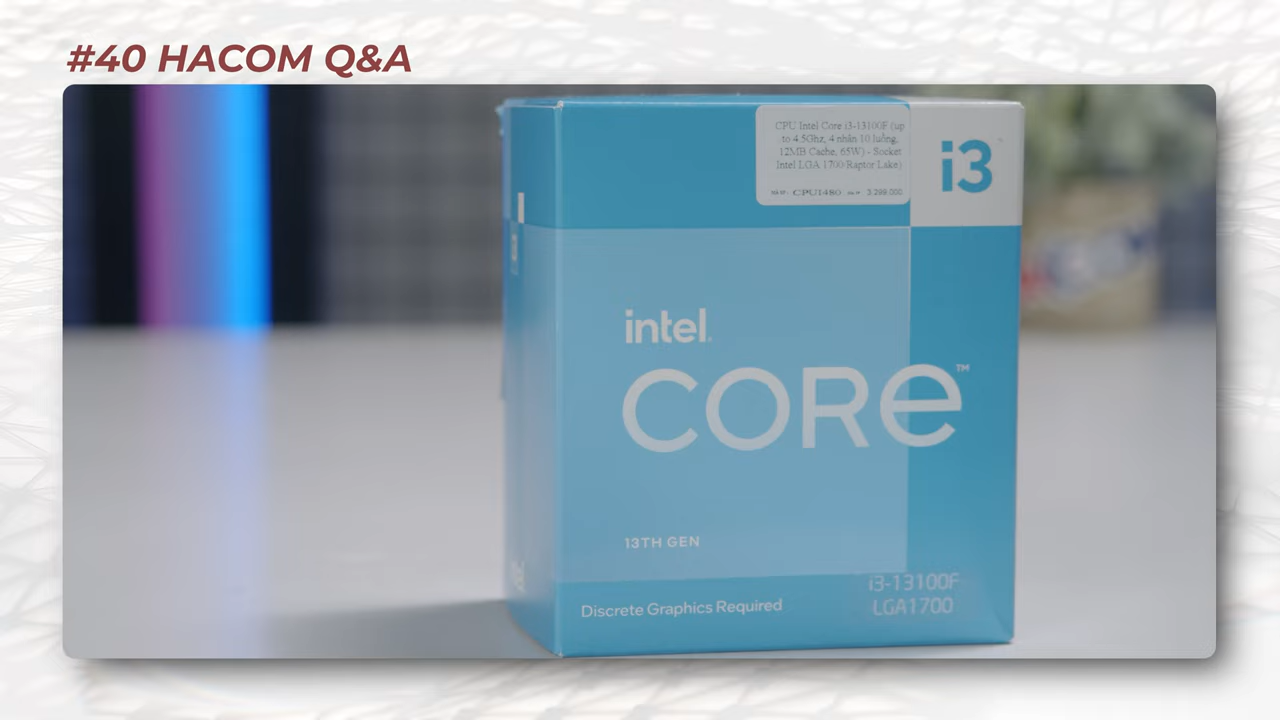 #40 HACOM Q&A
CPU Intel Core i3-13100F (up
to 4.5Ghz, 4 nhân 10 luồng,
12MB Cache, 65W) - Socket
Intel LGA 1700/Raptor Lake)
CPU1480 3.299.000
i3
intel.
CORE™
13TH GEN
i3-13100F
Discrete Graphics Required
LGA1700